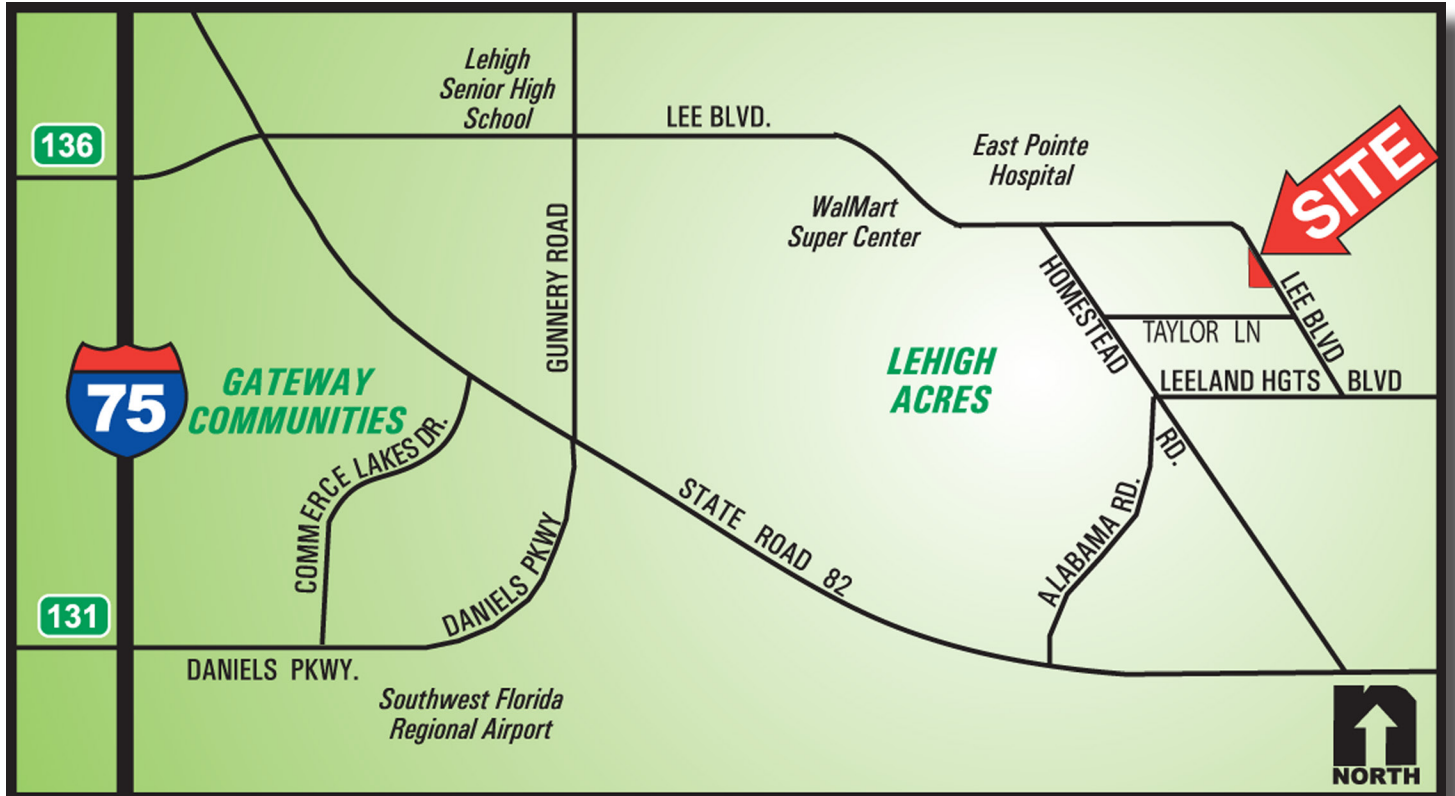 Lehigh
Senior High
School
LEE BLVD.
136
East Pointe
Hospital
SITE
WalMart
Super Center
GUNNERY ROAD
HOMESTEAD
LEE BLVD
TAYLOR LN
75
GATEWAY
COMMUNITIES
LEHIGH
ACRES
LEELAND HGTS BLVD
RD.
COMMERCE LAKES DR.
STATE ROAD 82
ALABAMA RD.
DANIELS PKWY
131
DANIELS PKWY.
Southwest Florida
Regional Airport
n
NORTH